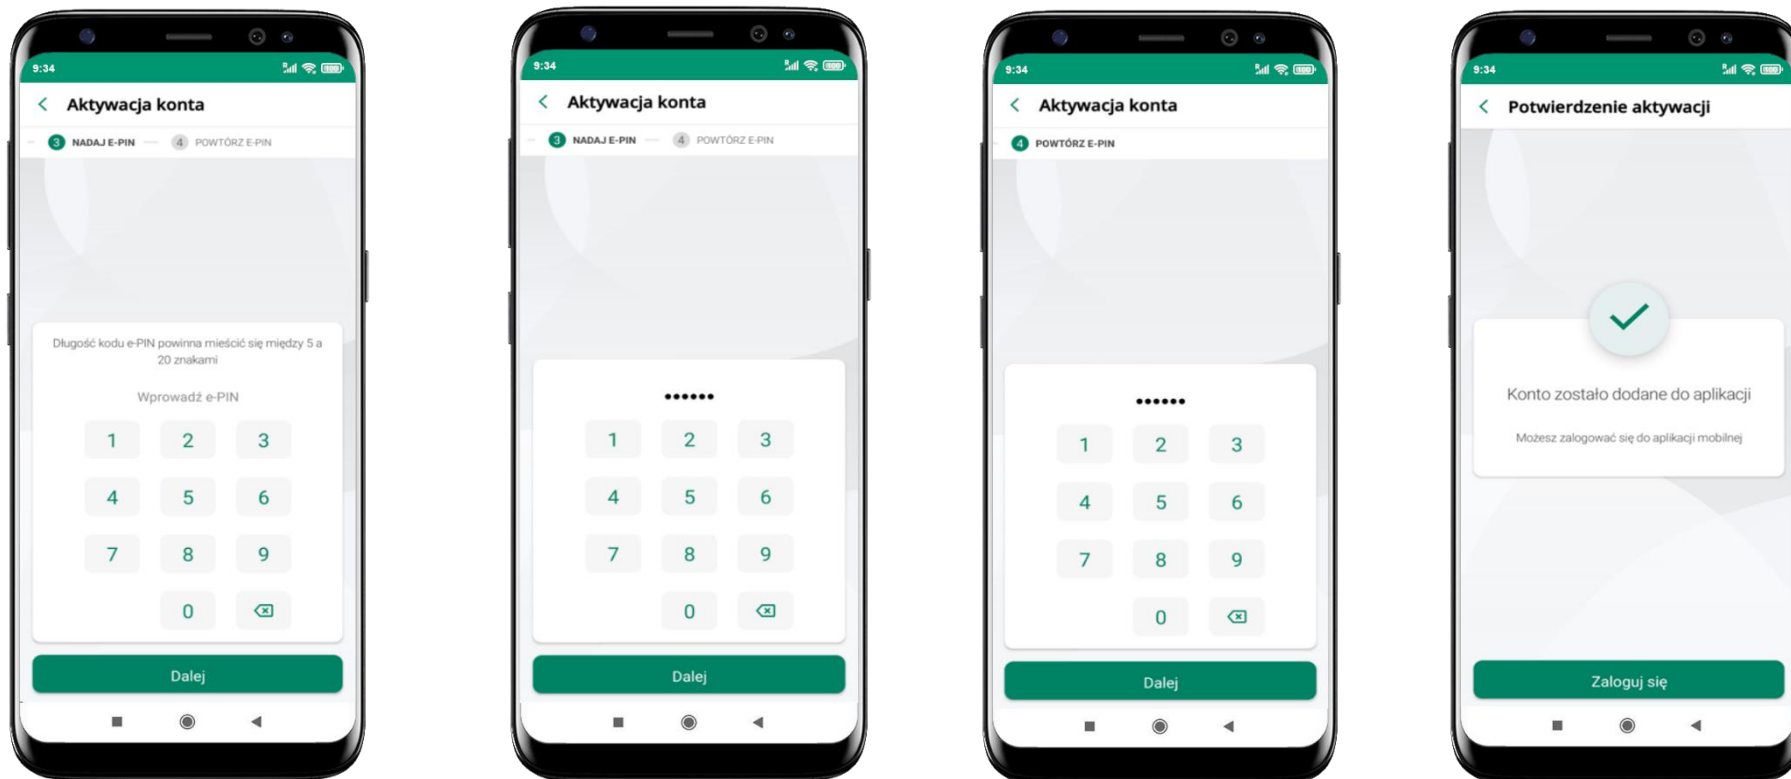 9:34
Aktywacja konta
3 NADAJ E-PIN 4 POWTÓRZ E-PIN
Długość kodu e-PIN powinna mieścić się między 5 a
20 znakami
Wprowadź e-PIN
1 2 3
4 5 6
7 8 9
0
Dalej
9:34
Aktywacja konta
3 NADAJ E-PIN 4 POWTÓRZ E-PIN
••••••
1 2 3
4 5 6
7 8 9
0
Dalej
9:34
Aktywacja konta
4 POWTÓRZ E-PIN
••••••
1 2 3
4 5 6
7 8 9
0
Dalej
9:34
Potwierdzenie aktywacji
Konto zostało dodane do aplikacji
Możesz zalogować się do aplikacji mobilnej
Zaloguj się